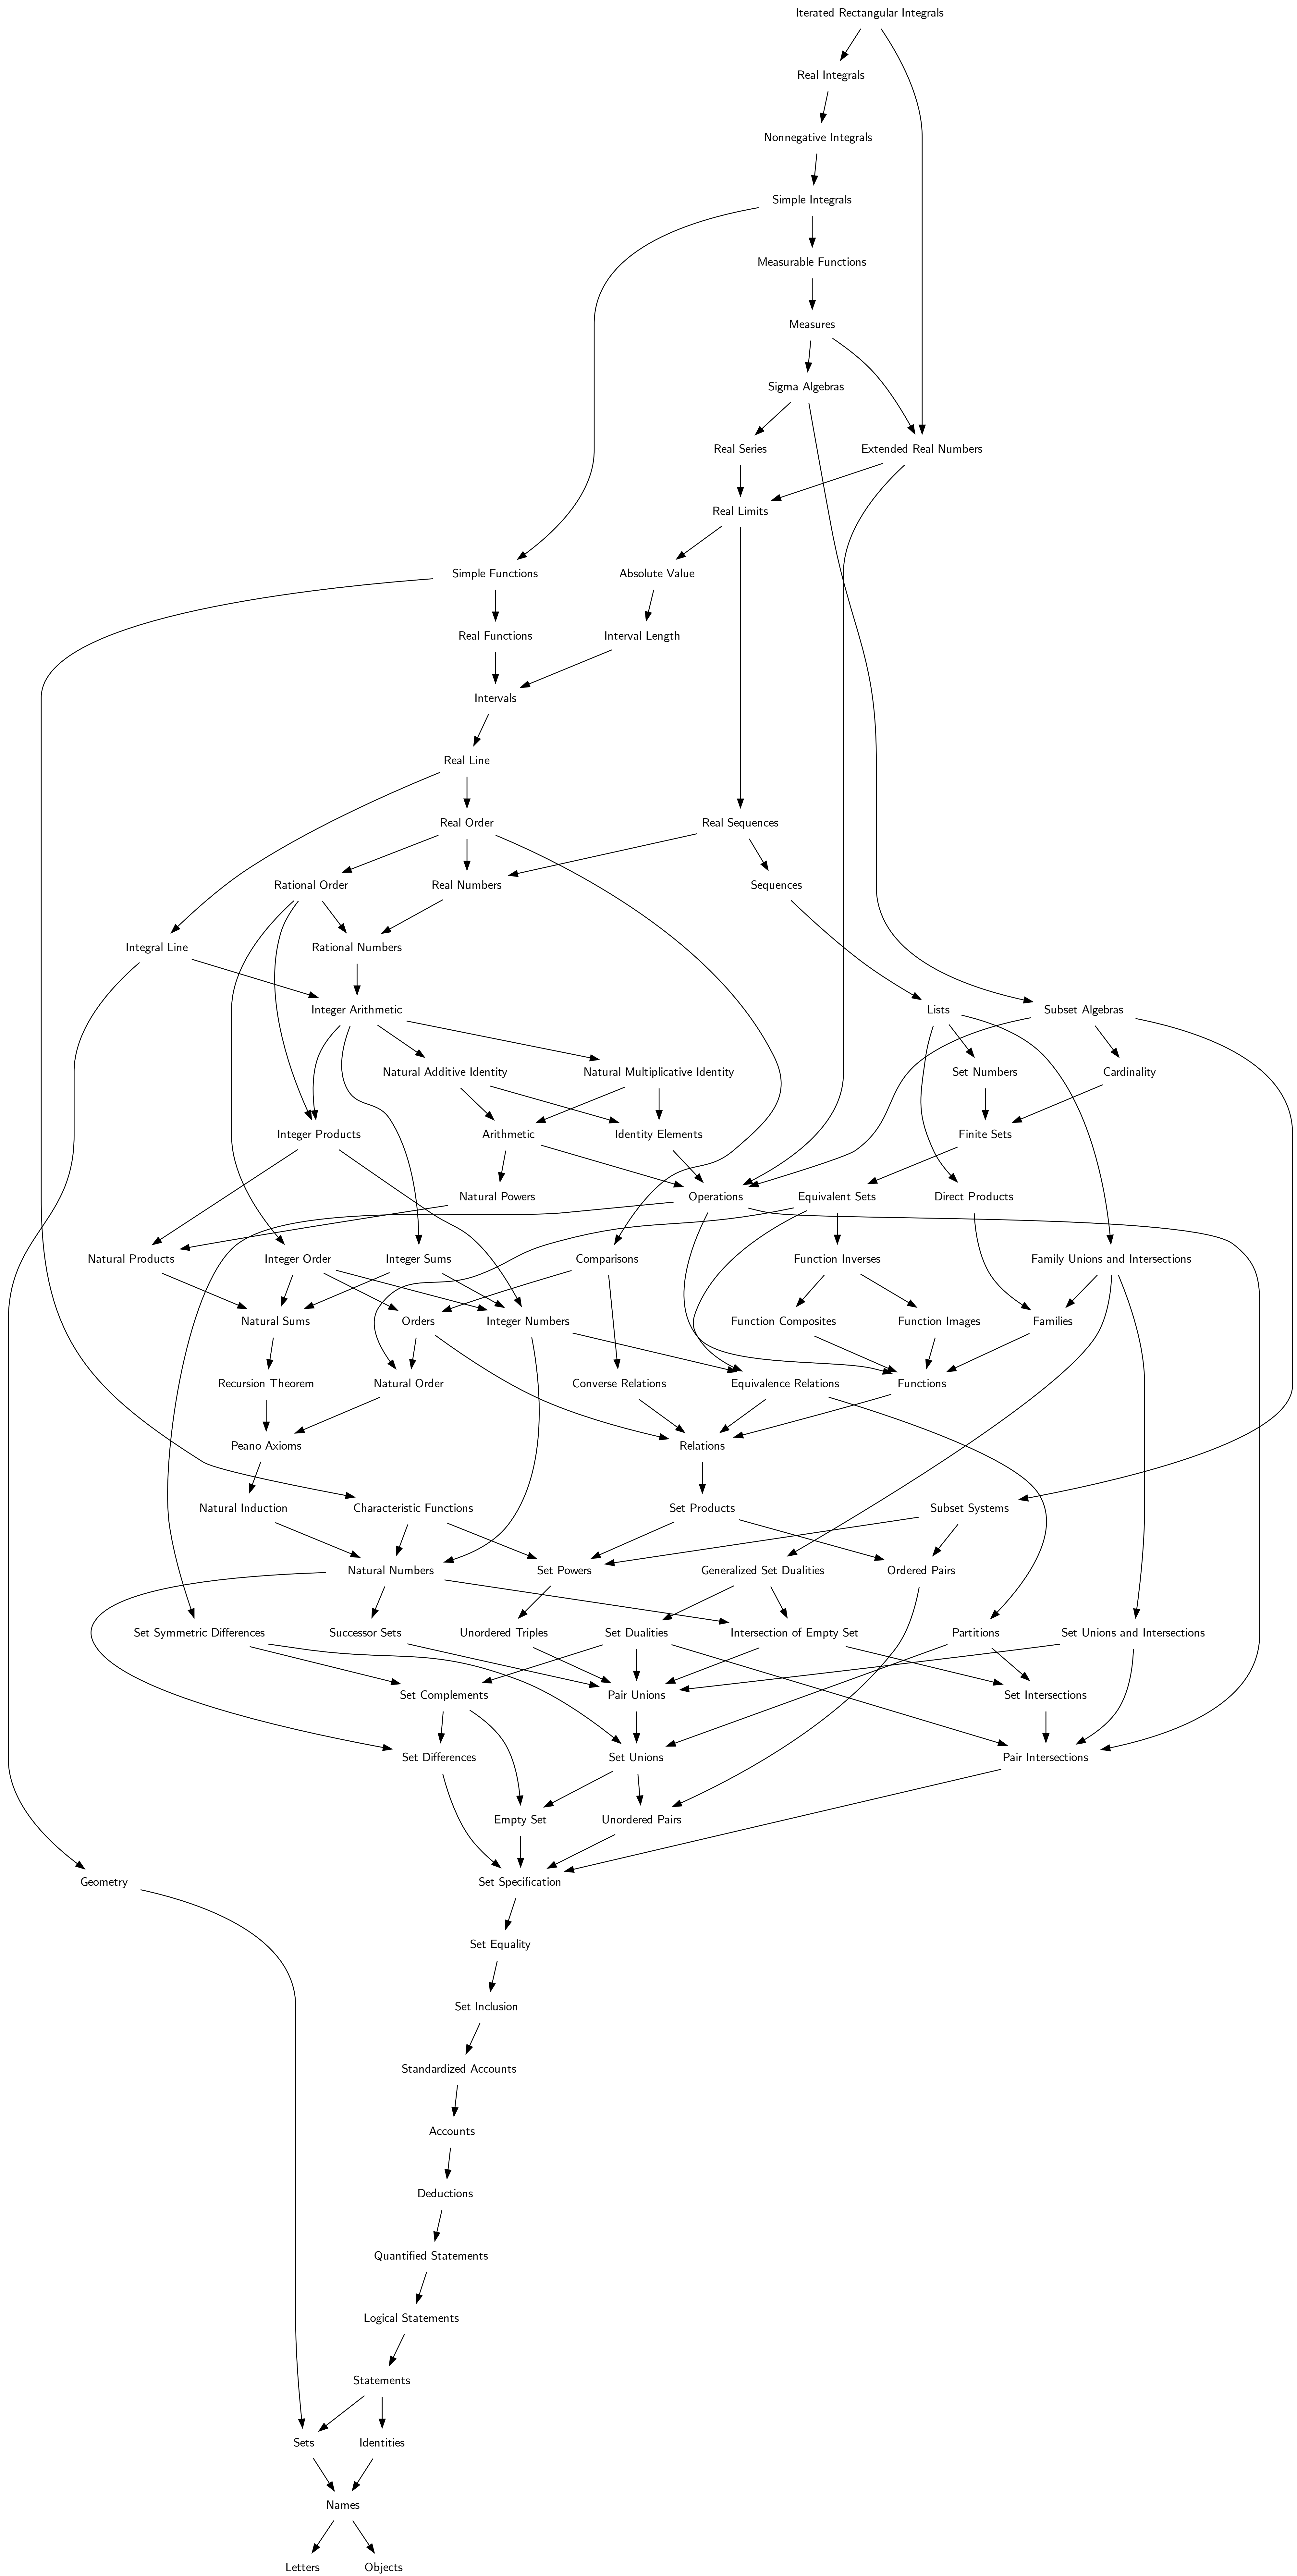 Iterated Rectangular Integrals
Real Integrals
Nonnegative Integrals
Simple Integrals
Measurable Functions
Measures
Sigma Algebras
Real Series
Extended Real Numbers
Real Limits
Simple Functions
Absolute Value
Real Functions
Interval Length
Intervals
Real Line
Real Order
Real Sequences
Rational Order
Real Numbers
Sequences
Integral Line
Rational Numbers
Integer Arithmetic
Lists
Subset Algebras
Natural Additive Identity
Natural Multiplicative Identity
Set Numbers
Cardinality
Integer Products
Arithmetic
Identity Elements
Finite Sets
Natural Powers
Operations
Equivalent Sets
Direct Products
Natural Products
Integer Order
Integer Sums
Comparisons
Function Inverses
Family Unions and Intersections
Natural Sums
Orders
Integer Numbers
Function Composites
Function Images
Families
Recursion Theorem
Natural Order
Converse Relations
Equivalence Relations
Functions
Peano Axioms
Relations
Natural Induction
Characteristic Functions
Set Products
Subset Systems
Natural Numbers
Set Powers
Generalized Set Dualities
Ordered Pairs
Set Symmetric Differences
Successor Sets
Unordered Triples
Set Dualities
Intersection of Empty Set
Partitions
Set Unions and Intersections
Set Complements
Pair Unions
Set Intersections
Set Differences
Set Unions
Pair Intersections
Empty Set
Unordered Pairs
Geometry
Set Specification
Set Equality
Set Inclusion
Standardized Accounts
Accounts
Deductions
Quantified Statements
Logical Statements
Statements
Sets
Identities
Names
Letters
Objects